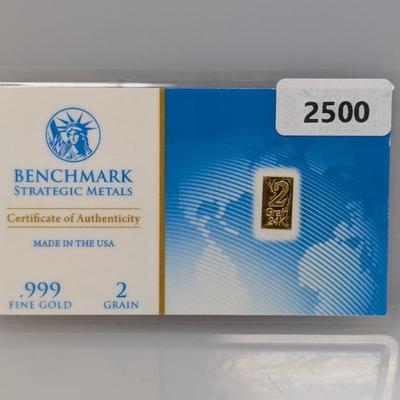 2500
BENCHMARK
STRATEGIC METALS
Certificate of Authenticity
MADE IN THE USA
.999
FINE GOLD
2
GRAIN
2
Grain
24K